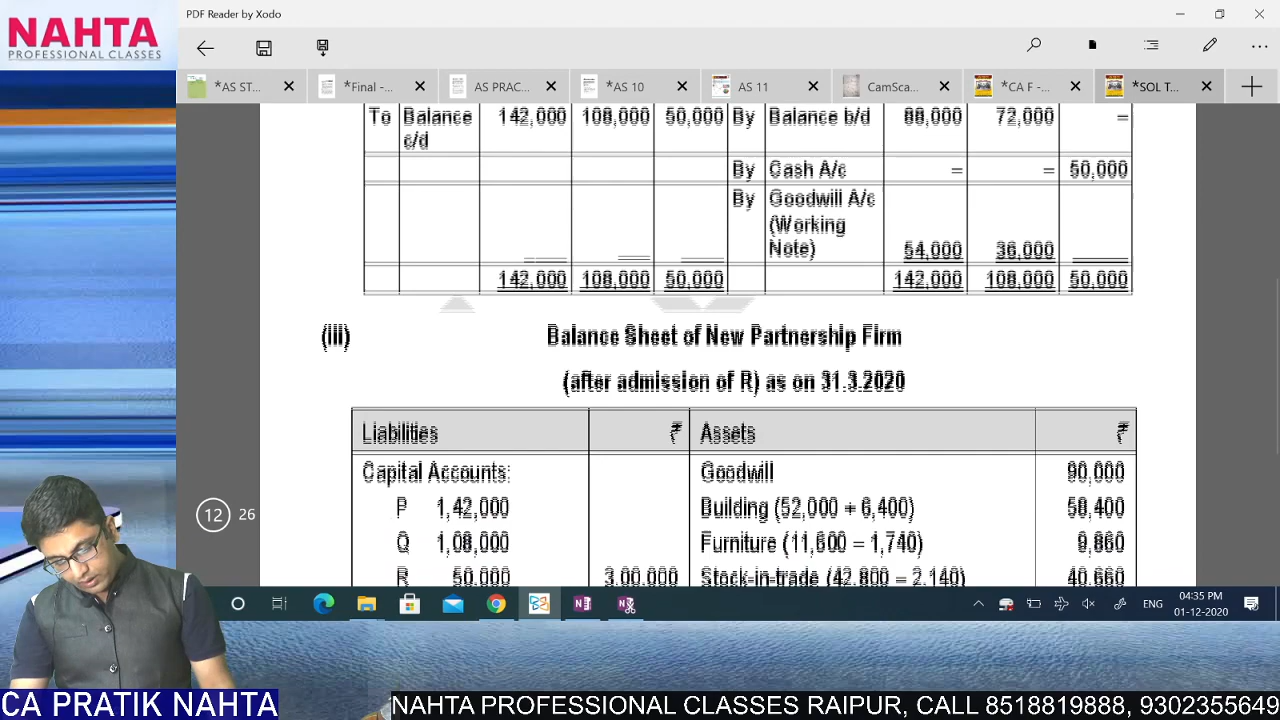 NAHTA
PROFESSIONAL CLASSES
PDF Reader by Xodo
*AS ST... *Final -... AS PRAC... *AS 10 AS 11 CamSca... *CA F -... *SOL T...
To Balance c/d 142,000 108,000 50,000 By Balance b/d 88,000 72,000 –
By Cash A/c – – 50,000
By Goodwill A/c
(Working
Note) 54,000 36,000
142,000 108,000 50,000 142,000 108,000 50,000
(iii) Balance Sheet of New Partnership Firm
(after admission of R) as on 31.3.2020
Liabilities ₹ Assets ₹
Capital Accounts: Goodwill 90,000
P 1,42,000 Building (52,000 + 6,400) 58,400
Q 1,08,000 Furniture (11,600 – 1,740) 9,860
R 50,000 3,00,000 Stock-in-trade (42,800 – 2,140) 40,660
12 26
ENG 04:35 PM
01-12-2020
CA PRATIK NAHTA
NAHTA PROFESSIONAL CLASSES RAIPUR, CALL 8518819888, 9302355649